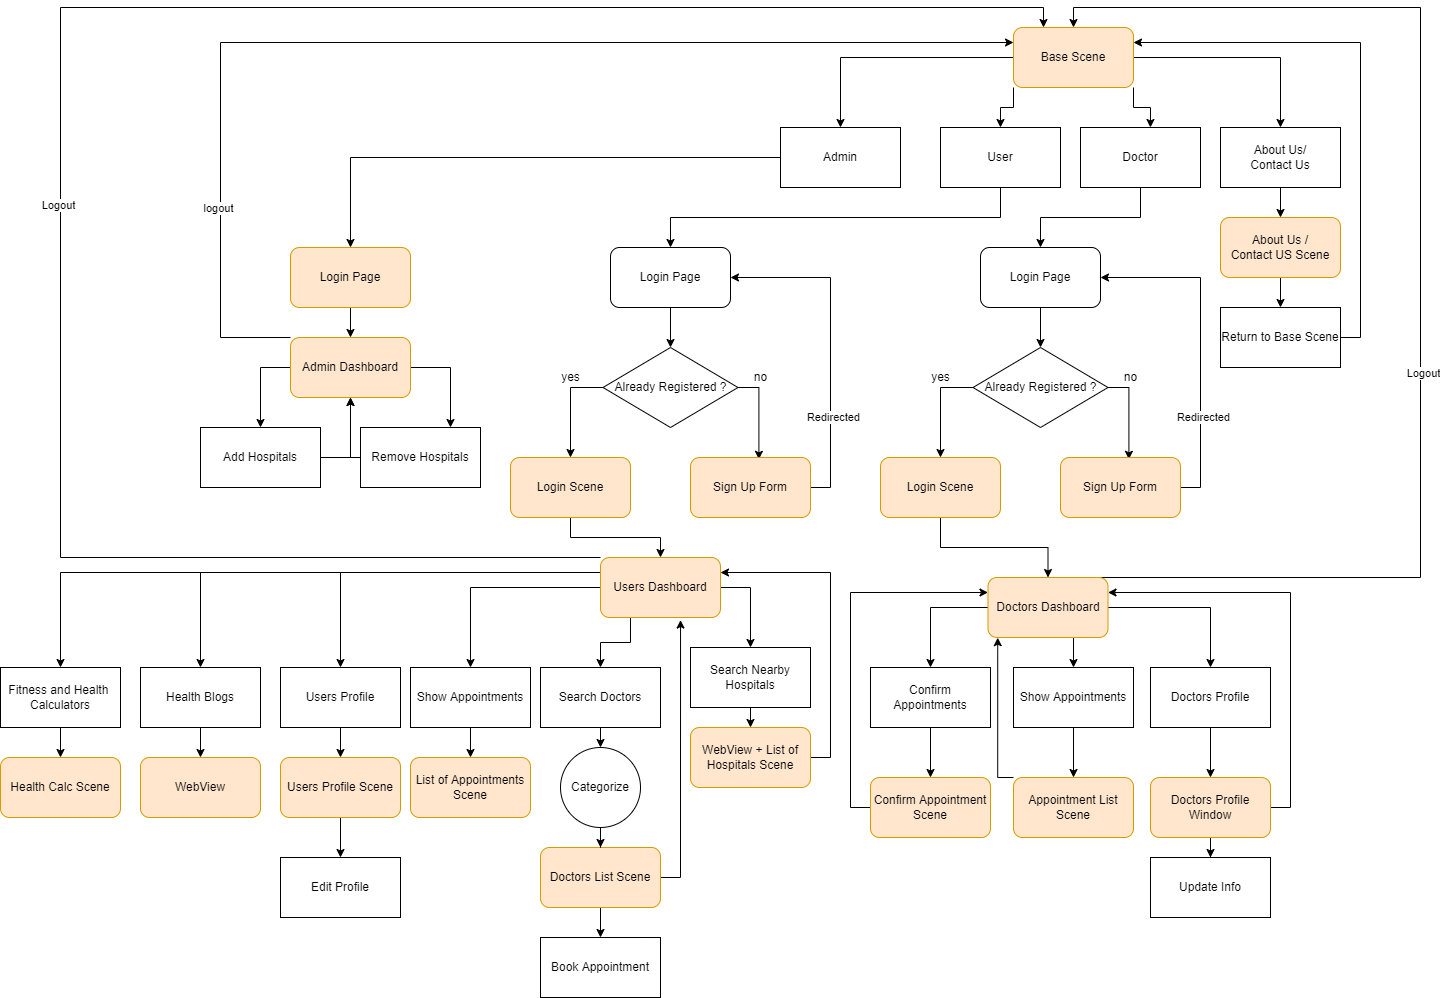 Base Scene
Admin
User
Doctor
About Us/
Contact Us
Logout
logout
About Us /
Contact US Scene
Login Page
Login Page
Login Page
Return to Base Scene
Admin Dashboard
yes
Already Registered ?
no
yes
Already Registered ?
no
Logout
Redirected
Redirected
Add Hospitals
Remove Hospitals
Login Scene
Sign Up Form
Login Scene
Sign Up Form
Users Dashboard
Doctors Dashboard
Fitness and Health
Calculators
Health Blogs
Users Profile
Show Appointments
Search Doctors
Search Nearby
Hospitals
Confirm
Appointments
Show Appointments
Doctors Profile
Health Calc Scene
WebView
Users Profile Scene
List of Appointments
Scene
Categorize
WebView + List of
Hospitals Scene
Confirm Appointment
Scene
Appointment List
Scene
Doctors Profile
Window
Edit Profile
Doctors List Scene
Update Info
Book Appointment